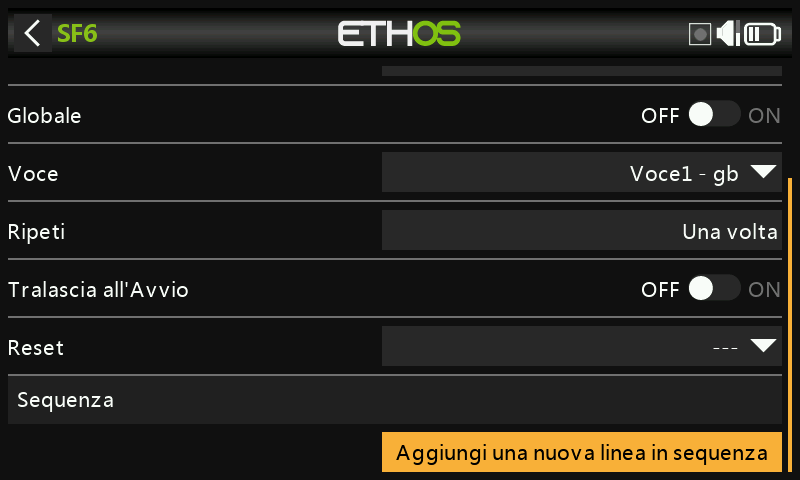 SF6
ETHOS
Globale
OFF ON
Voce
Voce1 - gb
Ripeti
Una volta
Tralascia all'Avvio
OFF ON
Reset
---
Sequenza
Aggiungi una nuova linea in sequenza